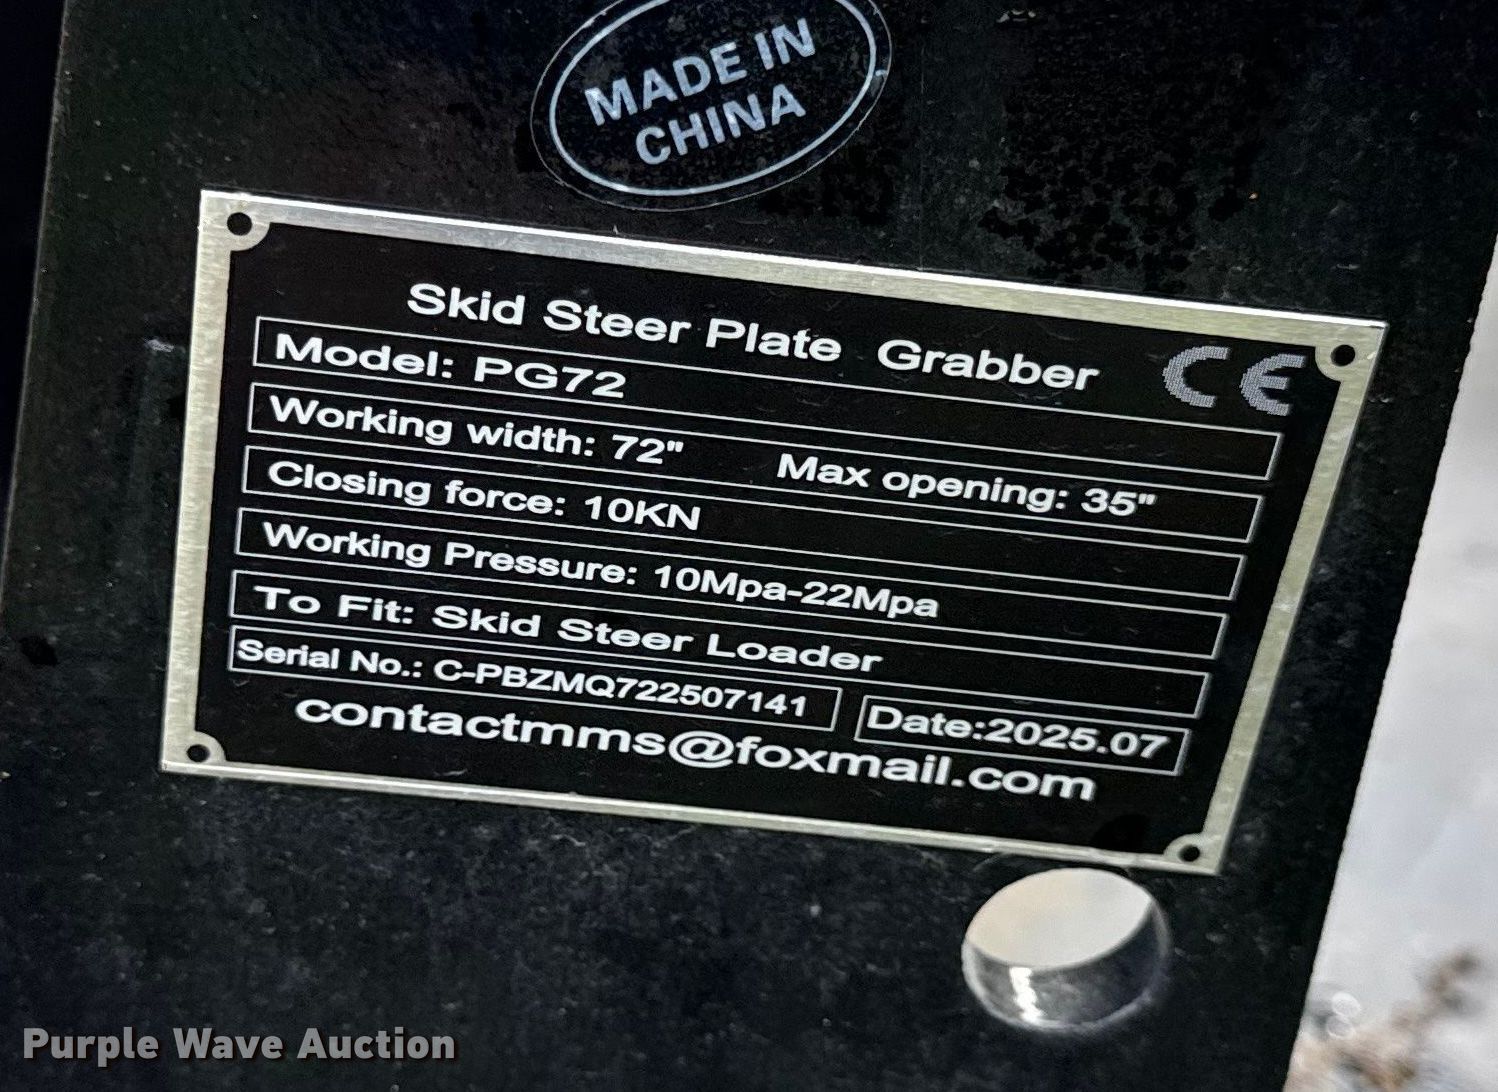 MADE IN
CHINA
Skid Steer Plate Grabber CE
Model: PG72
Working width: 72" Max opening: 35"
Closing force: 10KN
Working Pressure: 10Mpa-22Mpa
To Fit: Skid Steer Loader
Serial No.: C-PBZMQ722507141 Date:2025.07
contactmms@foxmail.com
Purple Wave Auction